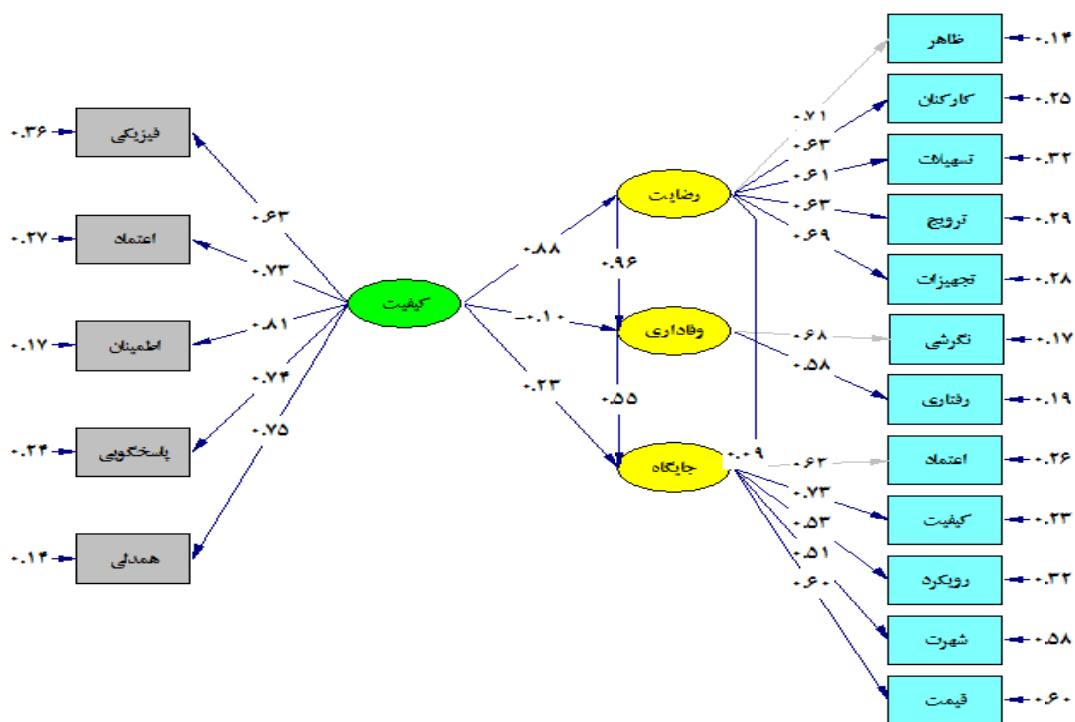 ظاهر
۰.۱۴
کارکنان
۰.۲۵
تسهیلات
۰.۳۲
ترویج
۰.۲۹
تجهیزات
۰.۲۸
نگرشی
۰.۱۷
رفتاری
۰.۱۹
اعتماد
۰.۲۶
کیفیت
۰.۲۳
رویکرد
۰.۳۲
شهرت
۰.۵۸
قیمت
۰.۶۰
۰.۷۱
۰.۶۳
۰.۶۱
۰.۶۳
۰.۶۹
۰.۶۸
۰.۵۸
۰.۶۳
۰.۷۳
۰.۵۳
۰.۵۱
۰.۶۰
رضایت
۰.۹۶
وفاداری
۰.۵۵
جایگاه
۰.۰۹
۰.۸۸
-۰.۱۰
۰.۲۳
کیفیت
۰.۶۳
۰.۷۳
۰.۸۱
۰.۷۴
۰.۷۵
فیزیکی
۰.۳۶
اعتماد
۰.۲۷
اطمینان
۰.۱۷
پاسخگویی
۰.۲۴
همدلی
۰.۱۴